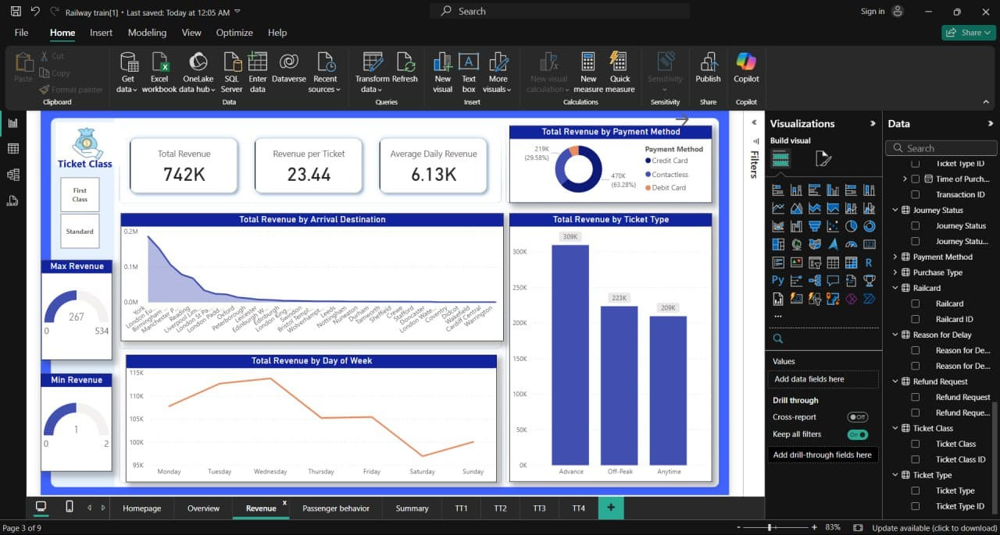 Railway train[1] • Last saved: Today at 12:05 AM
Search
Sign in
File Home Insert Modeling View Optimize Help
Share
Paste
Cut
Copy
Format painter
Clipboard
Get data
Excel workbook
OneLake data hub
SQL Server
Enter data
Dataverse
Recent sources
Data
Transform data
Refresh
Queries
New visual
Text box
More visuals
Insert
New visual calculation
New measure
Quick measure
Calculations
Sensitivity
Sensitivity
Publish
Share
Copilot
Copilot
Ticket Class
First Class
Standard
Total Revenue
742K
Revenue per Ticket
23.44
Average Daily Revenue
6.13K
Total Revenue by Payment Method
219K
(29.58%)
470K
(63.28%)
Payment Method
Credit Card
Contactless
Debit Card
Max Revenue
267
0
534
Min Revenue
1
0
2
Total Revenue by Arrival Destination
0.2M
0.1M
0.0M
York
London Eu...
Birmingham ...
Manchester P...
Reading
Liverpool Lim...
London St Pa...
London Padd...
Oxford
Peterborough
Leicester
Edinburgh W...
Edinburgh
London King...
Swindon
Bristol Templ...
Wolverhampt...
Leeds
Nottingham
Nuneaton
Durham
Tamworth
Sheffield
Crewe
Stafford
Doncaster
London Wate...
Coventry
Didcot
Wakefield
Cardiff Central
Warrington
Total Revenue by Day of Week
115K
110K
105K
100K
95K
Monday Tuesday Wednesday Thursday Friday Saturday Sunday
Total Revenue by Ticket Type
300K
250K
200K
150K
100K
50K
0K
309K
223K
209K
Advance Off-Peak Anytime
Filters
Visualizations
Build visual
123
R
Py
...
Values
Add data fields here
Drill through
Cross-report
Off
Keep all filters
On
Add drill-through fields here
Data
Search
Ticket Type ID
Time of Purch...
Transaction ID
Journey Status
Journey Status
Journey Statu...
Payment Method
Purchase Type
Railcard
Railcard
Railcard ID
Reason for Delay
Reason for De...
Reason for De...
Refund Request
Refund Request
Refund Reque...
Ticket Class
Ticket Class
Ticket Class ID
Ticket Type
Ticket Type
Ticket Type ID
Homepage Overview Revenue x Passenger behavior Summary TT1 TT2 TT3 TT4 +
Page 3 of 9
- + 83%
Update available (click to download)